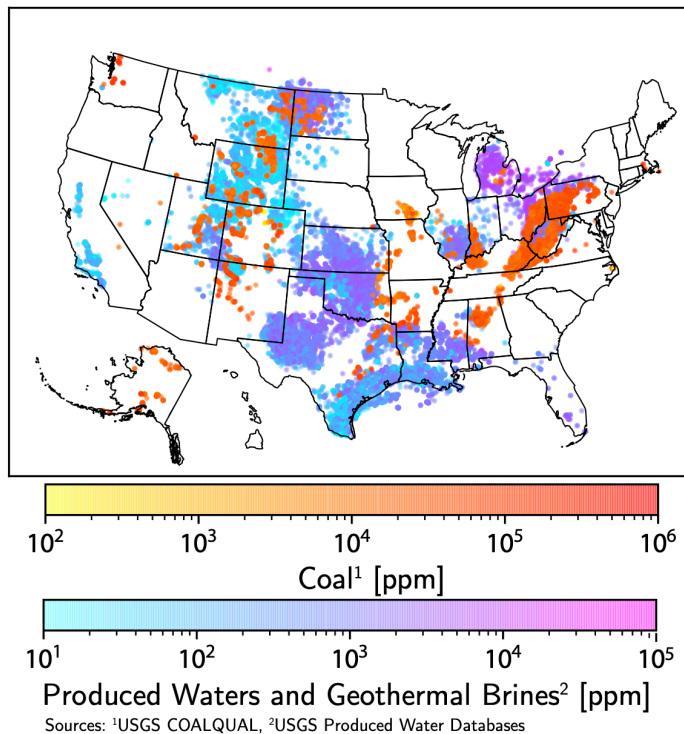 10² 10³ 10⁴ 10⁵ 10⁶
Coal¹ [ppm]
10¹ 10² 10³ 10⁴ 10⁵
Produced Waters and Geothermal Brines² [ppm]
Sources: ¹USGS COALQUAL, ²USGS Produced Water Databases